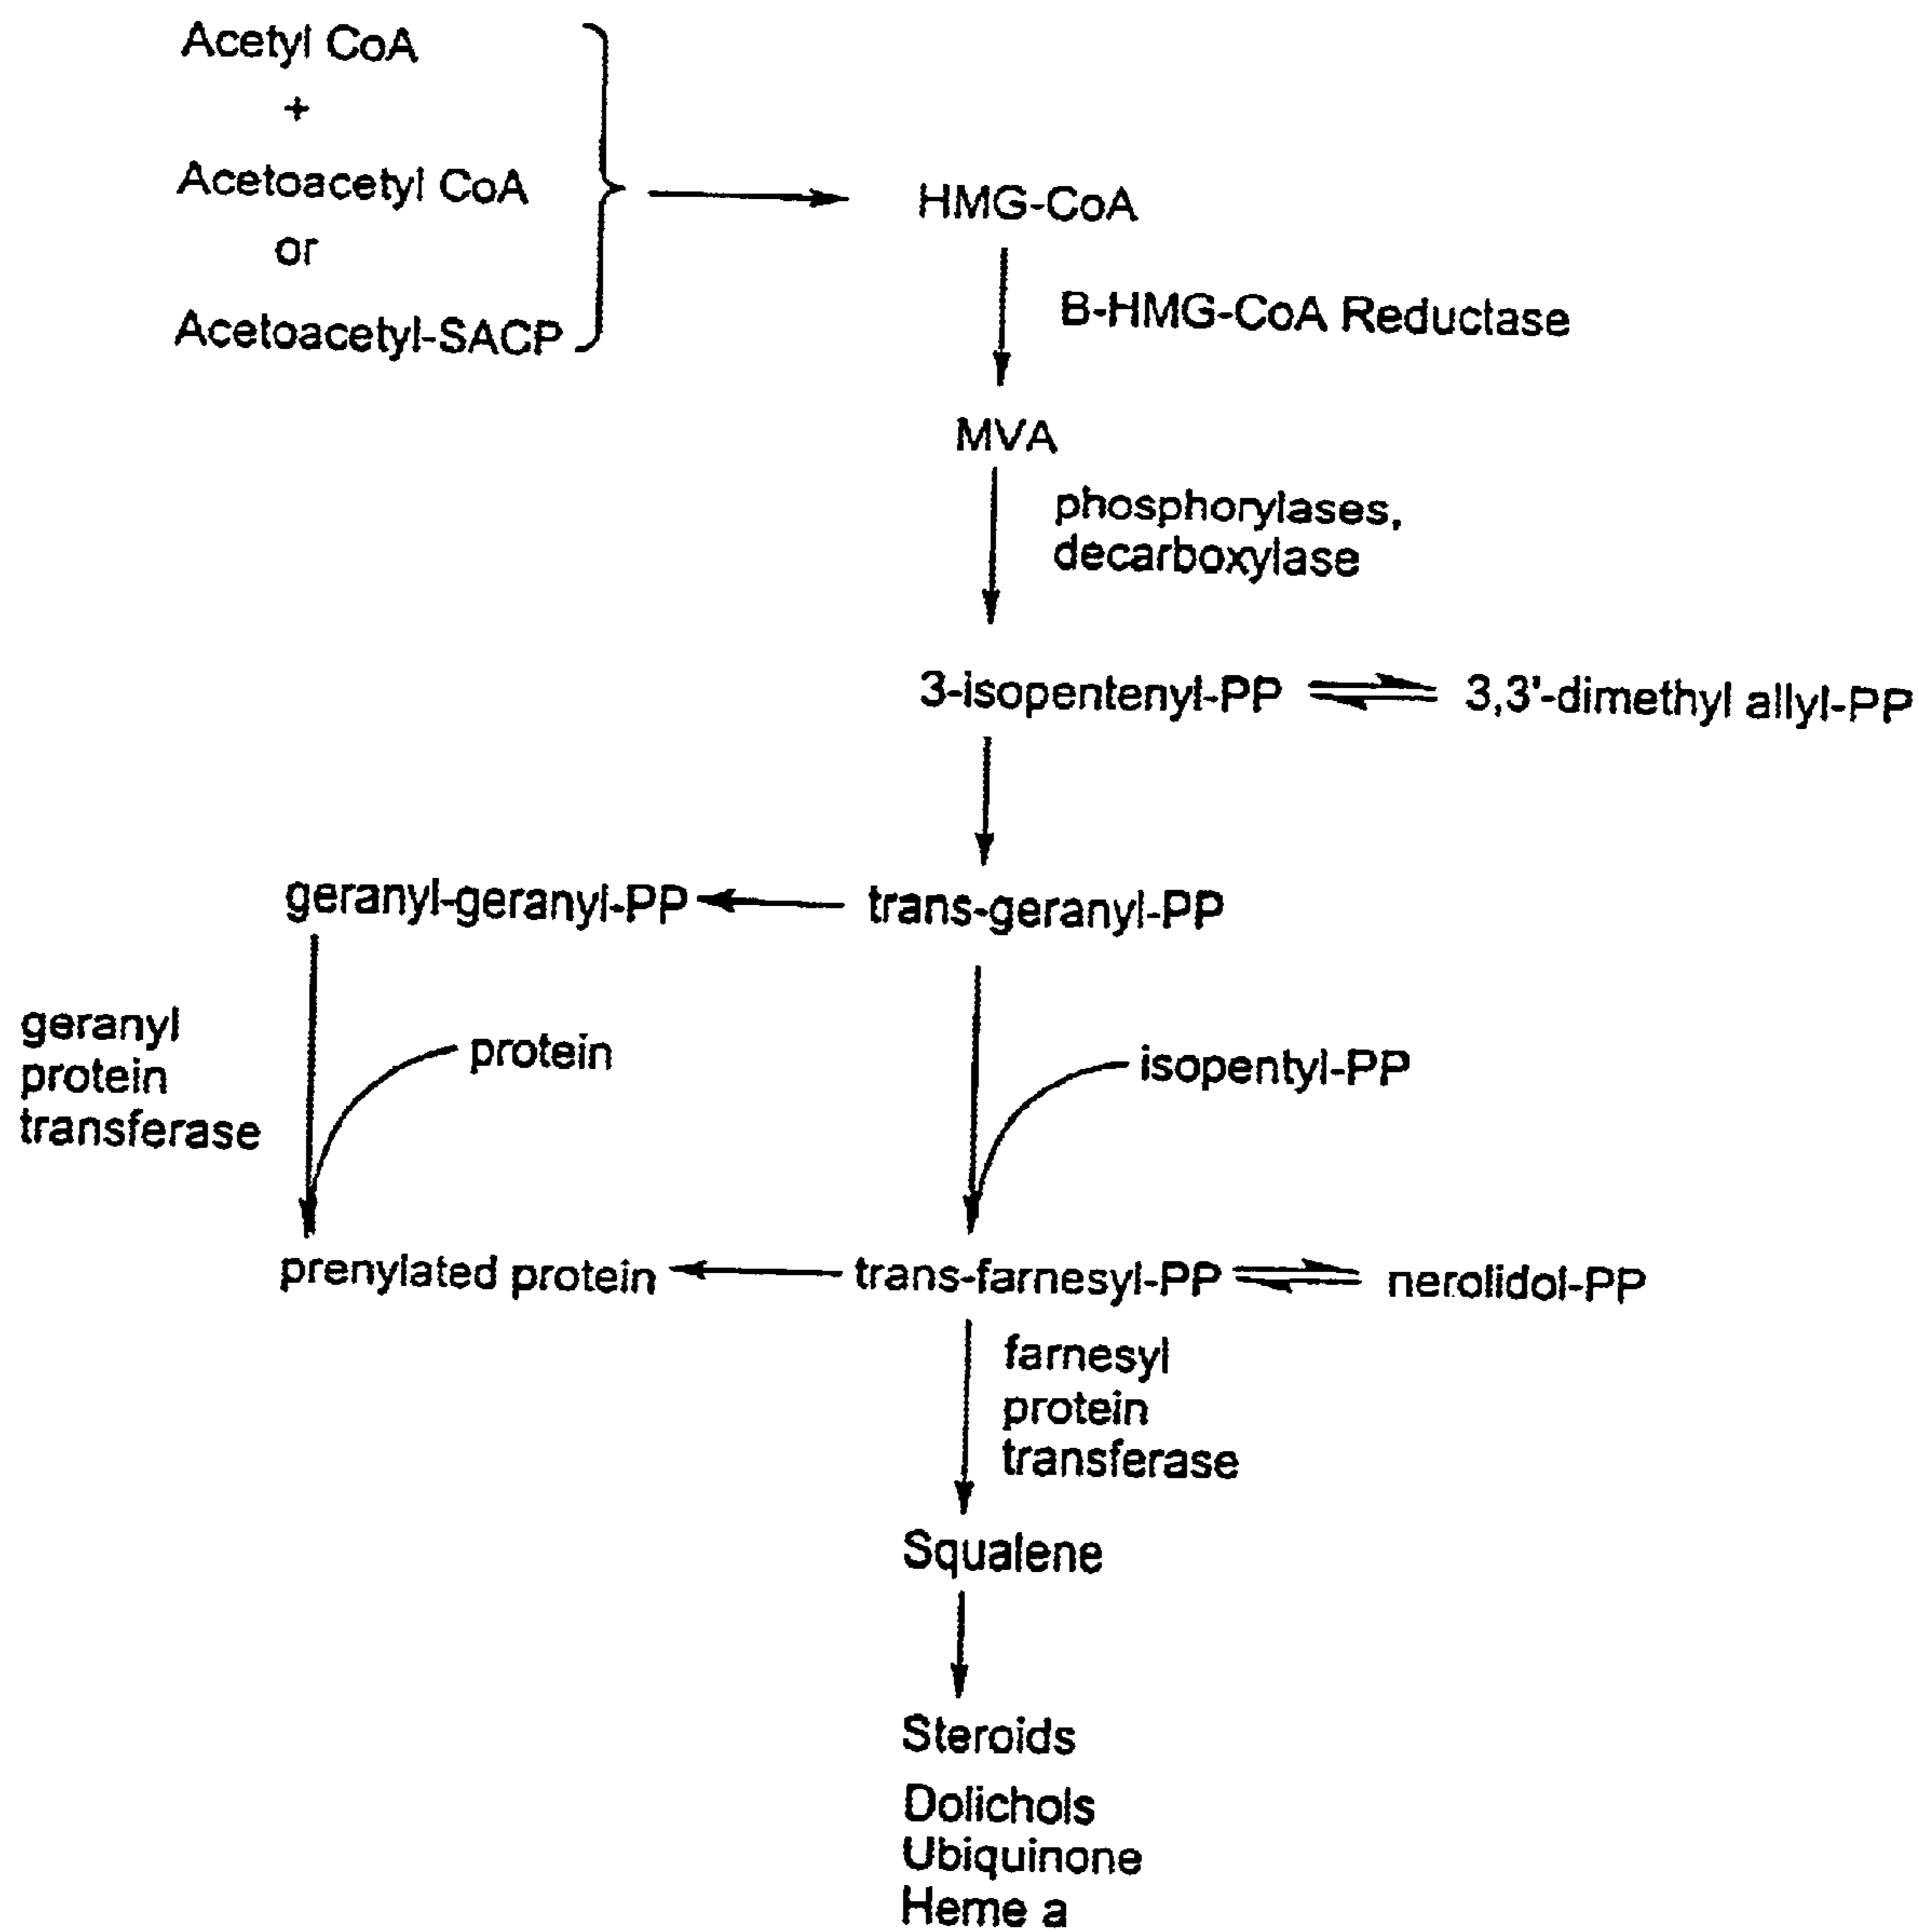 Acetyl CoA
+
Acetoacetyl CoA
or
Acetoacetyl-SACP
HMG-CoA
B-HMG-CoA Reductase
MVA
phosphorylases,
decarboxylase
3-isopentenyl-PP
3,3'-dimethyl allyl-PP
geranyl-geranyl-PP
trans-geranyl-PP
geranyl
protein
transferase
protein
isopentyl-PP
prenylated protein
trans-farnesyl-PP
nerolidol-PP
farnesyl
protein
transferase
Squalene
Steroids
Dolichols
Ubiquinone
Heme a